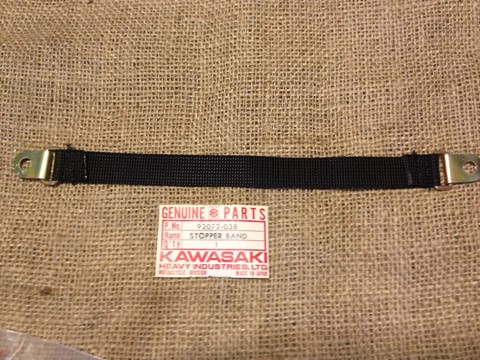 GENUINE PARTS
P.No. 92072-038
Name STOPPER BAND
Q'ty 1
KAWASAKI
HEAVY INDUSTRIES, LTD.
MOTORCYCLE DIVISION MADE IN JAPAN